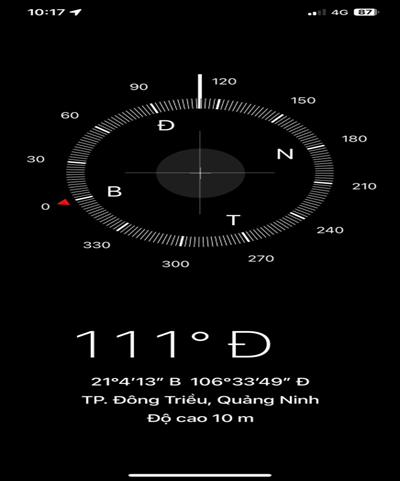 10:17 4G 87
90 120
60 150
Đ
30 N 180
B 210
0 T
330 240
300 270
111° Đ
21°4’13” B 106°33’49” Đ
TP. Đông Triều, Quảng Ninh
Độ cao 10 m